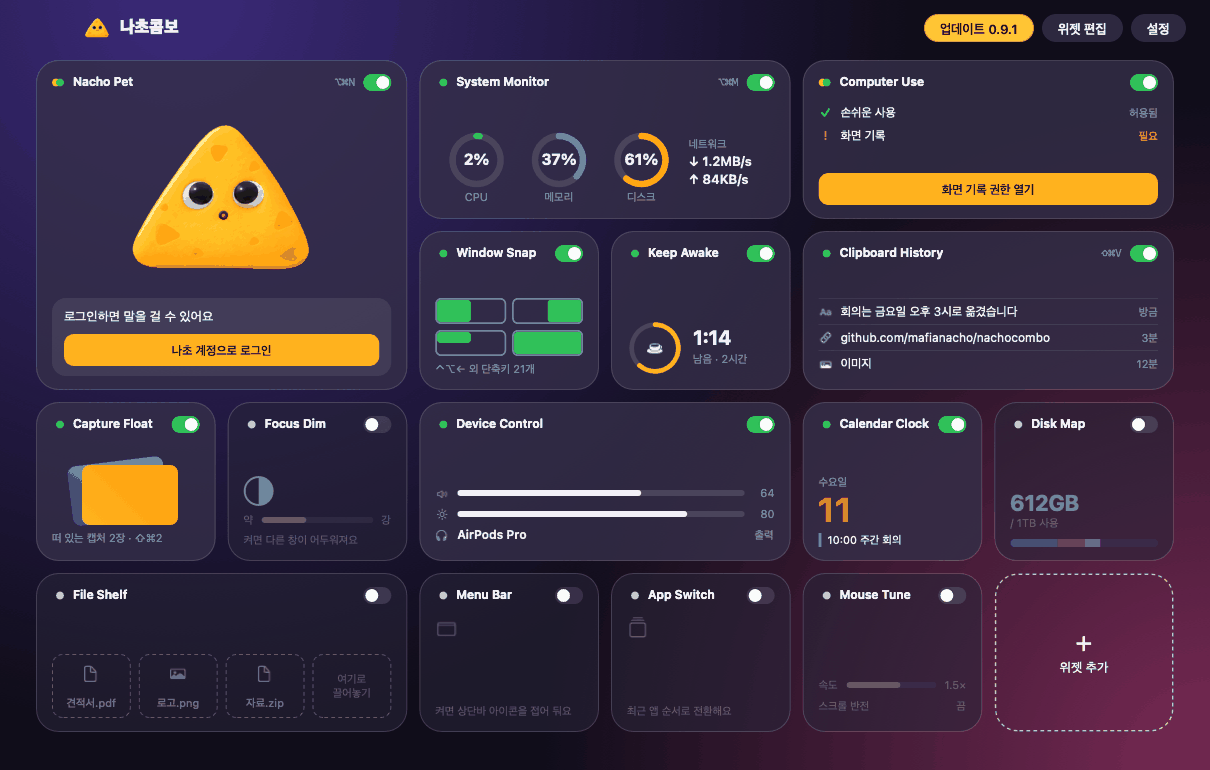 나초콤보
업데이트 0.9.1
위젯 편집
설정
Nacho Pet
⌥⌘N
로그인하면 말을 걸 수 있어요
나초 계정으로 로그인
System Monitor
⌥⌘M
2%
CPU
37%
메모리
61%
디스크
네트워크
↓ 1.2MB/s
↑ 84KB/s
Computer Use
손쉬운 사용
허용됨
! 화면 기록
필요
화면 기록 권한 열기
Window Snap
^⌥← 외 단축키 21개
Keep Awake
1:14
남음 · 2시간
Clipboard History
⇧⌘V
Aa 회의는 금요일 오후 3시로 옮겼습니다
방금
github.com/mafianacho/nachocombo
3분
이미지
12분
Capture Float
떠 있는 캡처 2장 · ⇧⌘2
Focus Dim
약
강
켜면 다른 창이 어두워져요
Device Control
64
80
AirPods Pro
출력
Calendar Clock
수요일
11
10:00 주간 회의
Disk Map
612GB
/ 1TB 사용
File Shelf
견적서.pdf
로고.png
자료.zip
여기로
끌어놓기
Menu Bar
켜면 상단바 아이콘을 접어 둬요
App Switch
최근 앱 순서로 전환해요
Mouse Tune
속도
1.5×
스크롤 반전
끔
+
위젯 추가